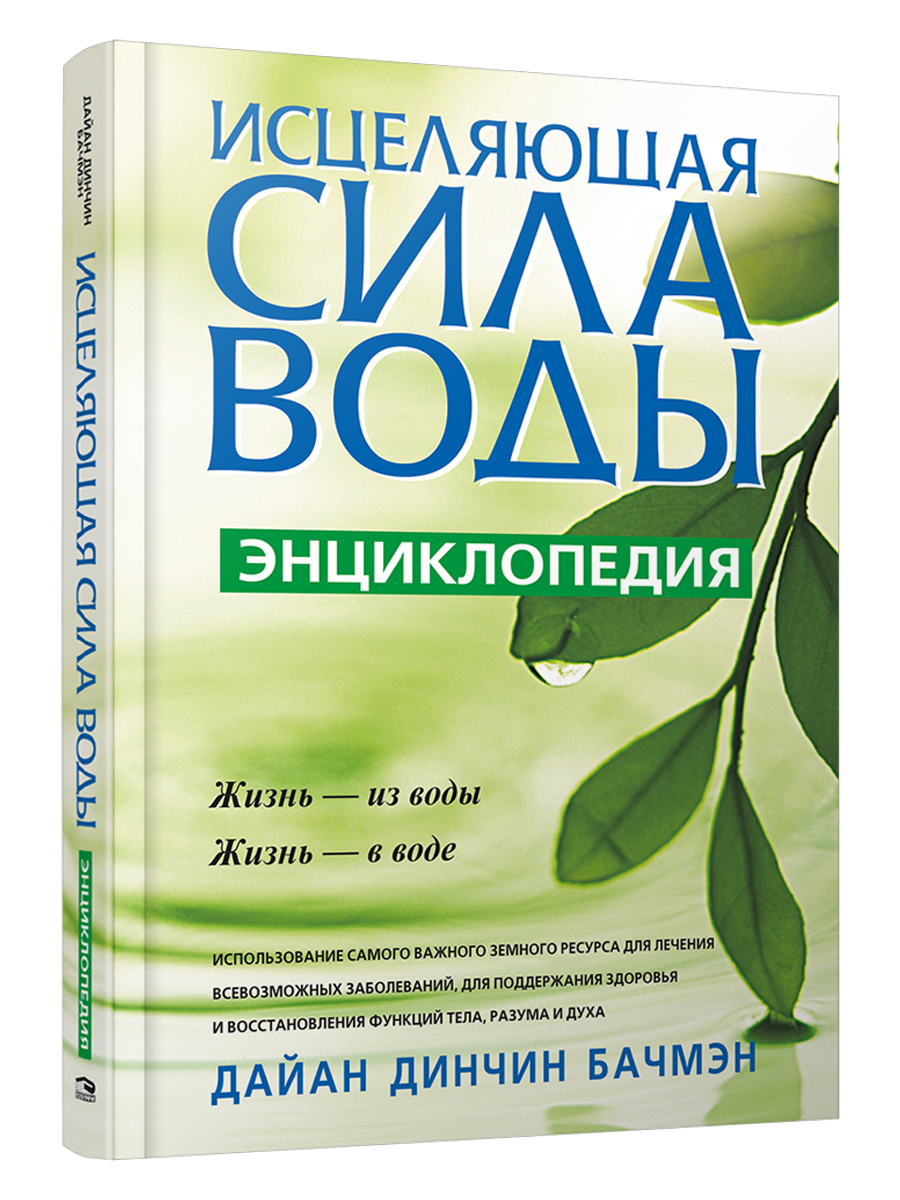 ИСЦЕЛЯЮЩАЯ
СИЛА
ВОДЫ
ЭНЦИКЛОПЕДИЯ
Жизнь — из воды
Жизнь — в воде
ИСПОЛЬЗОВАНИЕ САМОГО ВАЖНОГО ЗЕМНОГО РЕСУРСА ДЛЯ ЛЕЧЕНИЯ
ВСЕВОЗМОЖНЫХ ЗАБОЛЕВАНИЙ, ДЛЯ ПОДДЕРЖАНИЯ ЗДОРОВЬЯ
И ВОССТАНОВЛЕНИЯ ФУНКЦИЙ ТЕЛА, РАЗУМА И ДУХА
ДАЙАН ДИНЧИН БАЧМЭН
ДАЙАН ДИНЧИН
БАЧМЭН
ИСЦЕЛЯЮЩАЯ СИЛА ВОДЫ
ЭНЦИКЛОПЕДИЯ